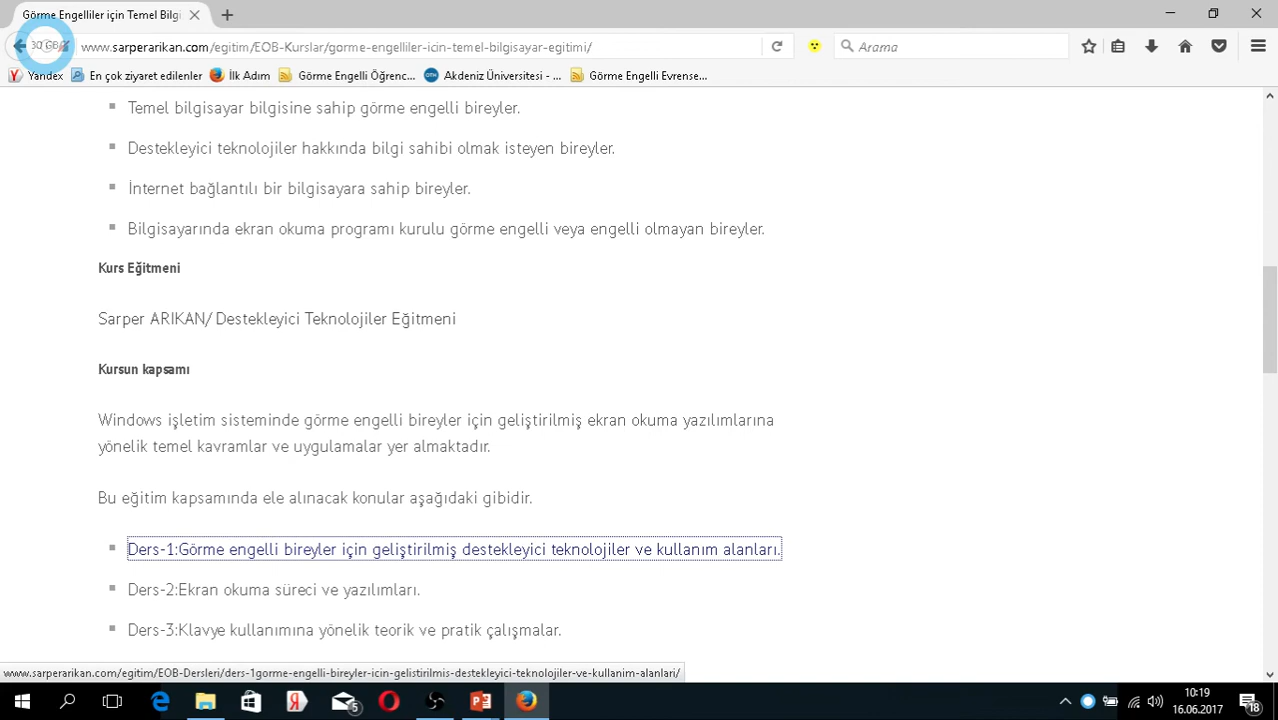 Görme Engelliler için Temel Bilgi
30 GB
www.sarperarikan.com/egitim/EOB-Kurslar/gorme-engelliler-icin-temel-bilgisayar-egitimi/
Arama
Yandex
En çok ziyaret edilenler
İlk Adım
Görme Engelli Öğrenc...
Akdeniz Üniversitesi - ...
Görme Engelli Evrense...
Temel bilgisayar bilgisine sahip görme engelli bireyler.
Destekleyici teknolojiler hakkında bilgi sahibi olmak isteyen bireyler.
İnternet bağlantılı bir bilgisayara sahip bireyler.
Bilgisayarında ekran okuma programı kurulu görme engelli veya engelli olmayan bireyler.
Kurs Eğitmeni
Sarper ARIKAN/ Destekleyici Teknolojiler Eğitmeni
Kursun kapsamı
Windows işletim sisteminde görme engelli bireyler için geliştirilmiş ekran okuma yazılımlarına
yönelik temel kavramlar ve uygulamalar yer almaktadır.
Bu eğitim kapsamında ele alınacak konular aşağıdaki gibidir.
Ders-1:Görme engelli bireyler için geliştirilmiş destekleyici teknolojiler ve kullanım alanları.
Ders-2:Ekran okuma süreci ve yazılımları.
Ders-3:Klavye kullanımına yönelik teorik ve pratik çalışmalar.
www.sarperarikan.com/egitim/EOB-Dersleri/ders-1gorme-engelli-bireyler-icin-gelistirilmis-destekleyici-teknolojiler-ve-kullanim-alanlari/
5
10:19
16.06.2017
18